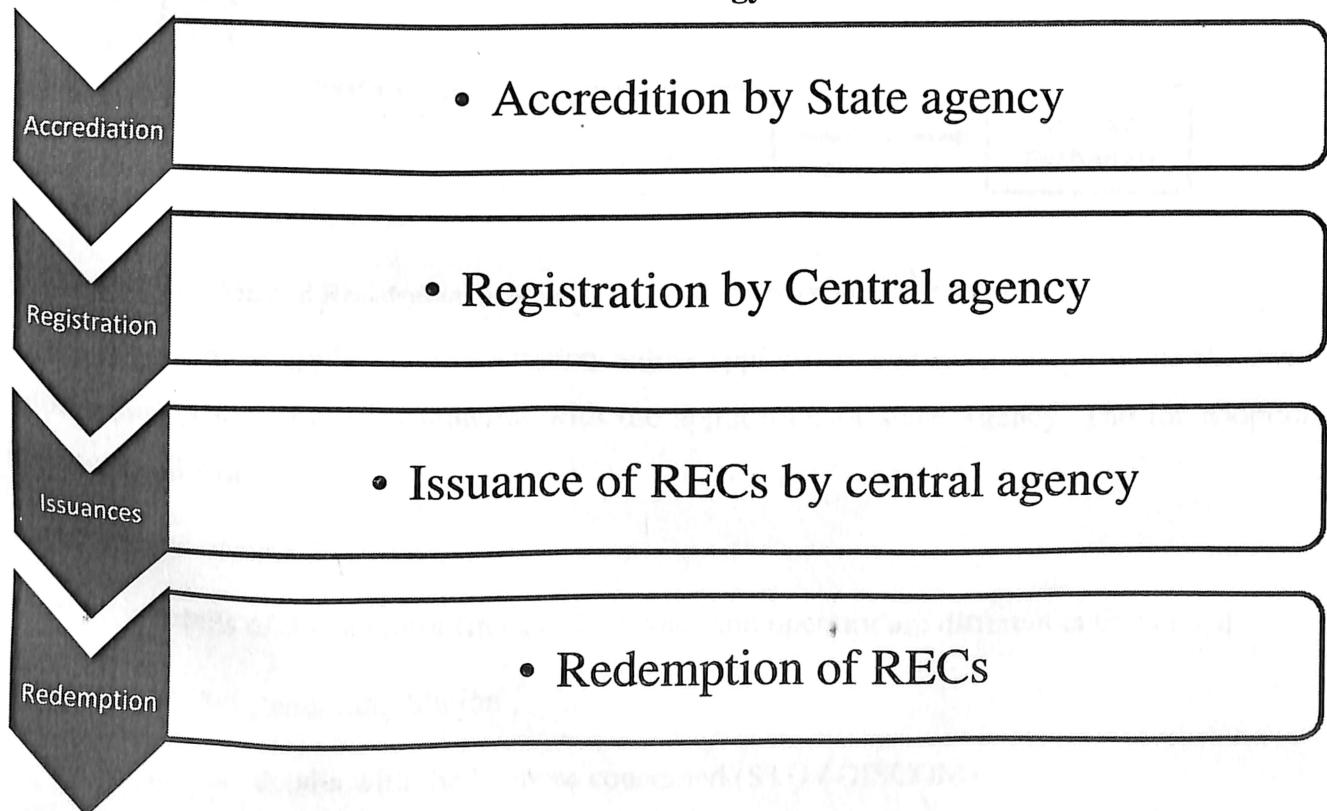 Accrediation
• Accredition by State agency
Registration
• Registration by Central agency
Issuances
• Issuance of RECs by central agency
Redemption
• Redemption of RECs